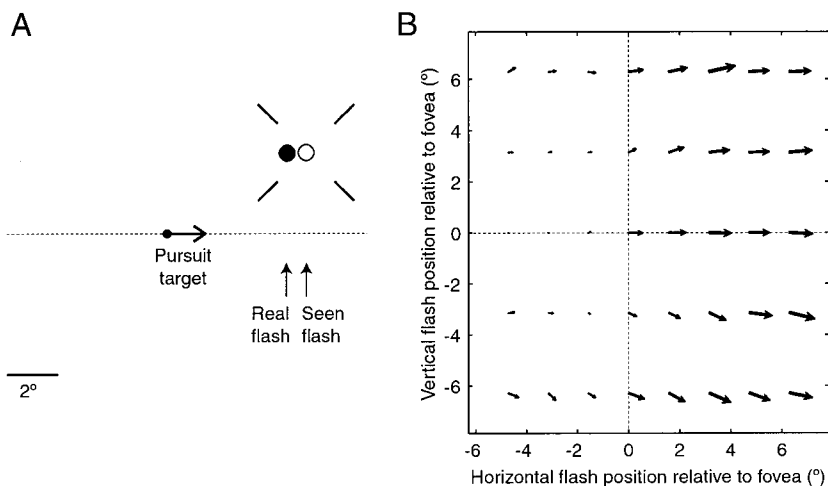 A
Pursuit
target
Real Seen
flash flash
2º
B
Vertical flash position relative to fovea (º)
6
4
2
0
-2
-4
-6
-6 -4 -2 0 2 4 6
Horizontal flash position relative to fovea (º)